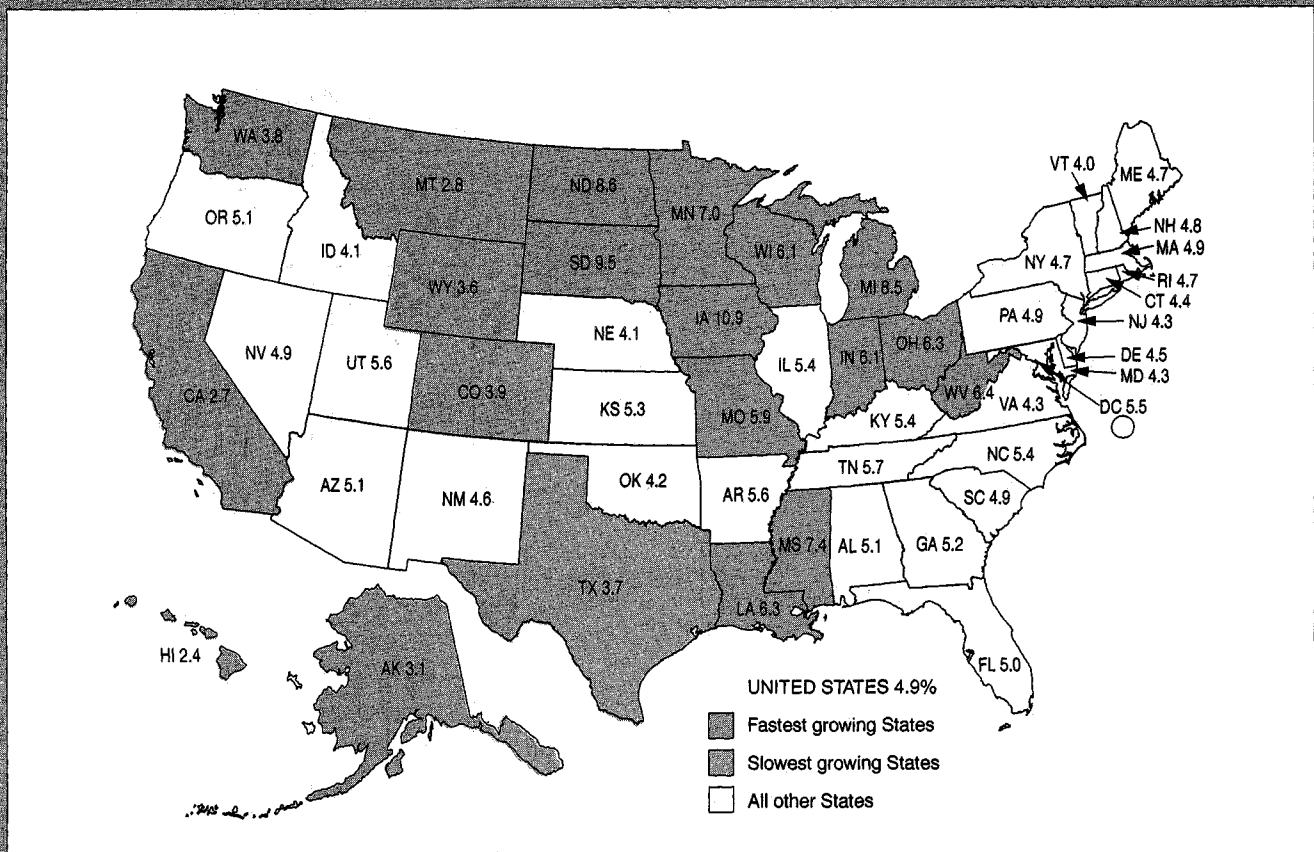 WA 3.8
MT 2.8
ND 8.6
MN 7.0
VT 4.0
ME 4.7
OR 5.1
ID 4.1
WY 3.6
SD 9.5
WI 6.1
MI 8.5
NY 4.7
NH 4.8
MA 4.9
RI 4.7
CT 4.4
NJ 4.3
PA 4.9
DE 4.5
MD 4.3
DC 5.5
NV 4.9
UT 5.6
CO 3.9
NE 4.1
IA 10.9
IL 5.4
IN 6.1
OH 6.3
WV 6.4
VA 4.3
CA 2.7
KS 5.3
MO 5.9
KY 5.4
AZ 5.1
NM 4.6
OK 4.2
AR 5.6
TN 5.7
NC 5.4
SC 4.9
MS 7.4
AL 5.1
GA 5.2
TX 3.7
LA 6.3
FL 5.0
HI 2.4
AK 3.1
UNITED STATES 4.9%
Fastest growing States
Slowest growing States
All other States